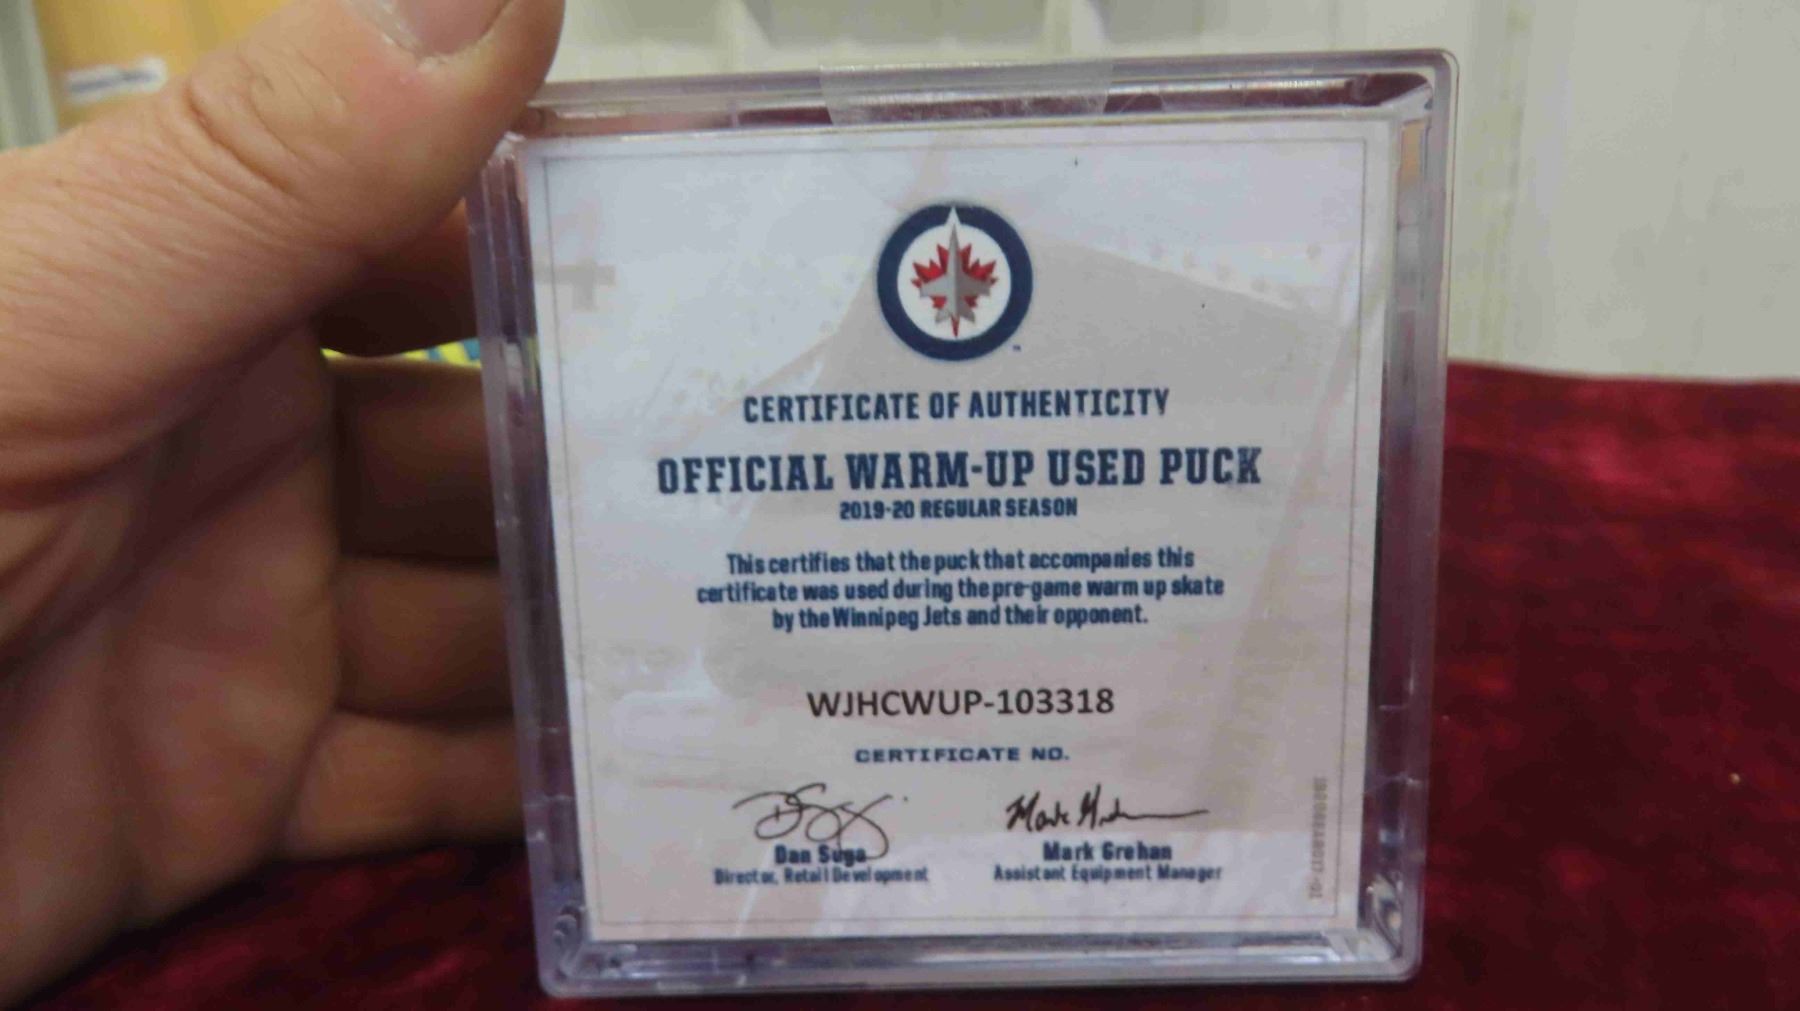 CERTIFICATE OF AUTHENTICITY
OFFICIAL WARM-UP USED PUCK
2019-20 REGULAR SEASON
This certifies that the puck that accompanies this
certificate was used during the pre-game warm up skate
by the Winnipeg Jets and their opponent.
WJHCWUP-103318
CERTIFICATE NO.
Dan Suga
Mark Grehan
Director, Retail Development
Assistant Equipment Manager